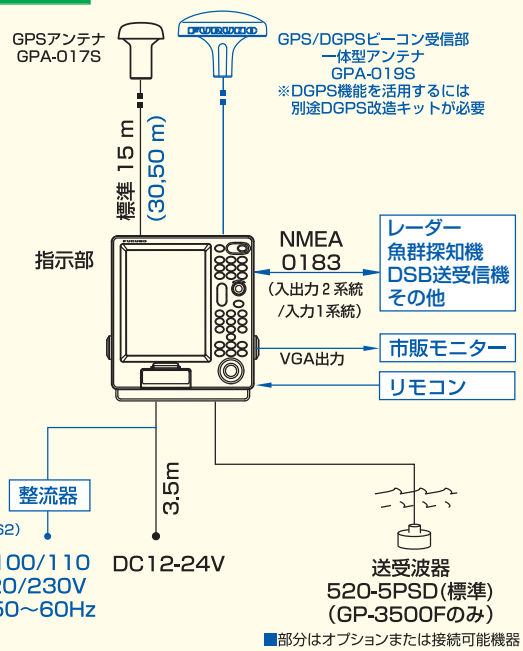 GPSアンテナ
GPA-017S
FURUNO
GPS/DGPSビーコン受信部
一体型アンテナ
GPA-019S
※DGPS機能を活用するには
別途DGPS改造キットが必要
標準 15 m
(30,50 m)
指示部
FURUNO
NMEA
0183
(入出力2系統
/入力1系統)
レーダー
魚群探知機
DSB送受信機
その他
VGA出力
市販モニター
リモコン
整流器
3.5m
62)
100/110
20/230V
50〜60Hz
DC12-24V
送受波器
520-5PSD(標準)
(GP-3500Fのみ)
■部分はオプションまたは接続可能機器